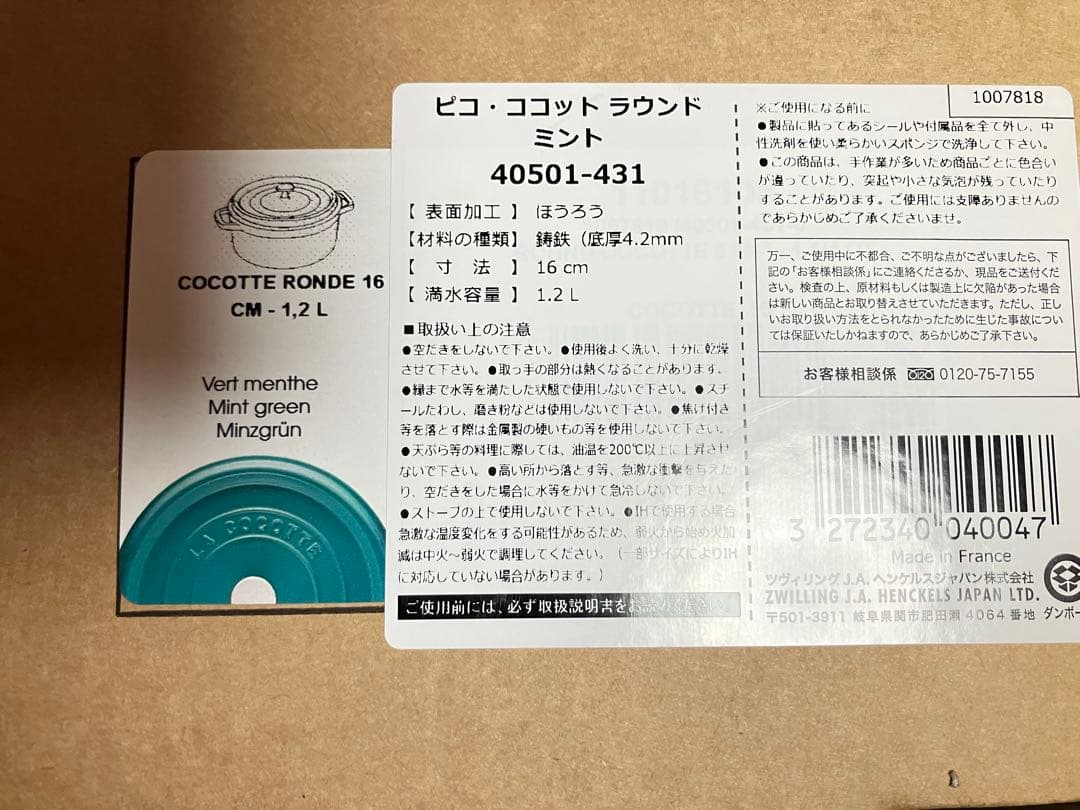 COCOTTE RONDE 16
CM - 1,2 L
Vert menthe
Mint green
Minzgrün
LA COCOTTE
ピコ・ココット ラウンド
ミント
40501-431
【 表面加工 】 ほうろう
【材料の種類】 鋳鉄（底厚4.2mm
【 寸 法 】 16 cm
【 満水容量 】 1.2 L
■取扱い上の注意
●空だきをしないで下さい。●使用後よく洗い、十分に乾燥
させて下さい。●取っ手の部分は熱くなることがあります。
●縁まで水等を満たした状態で使用しないで下さい。●スチ
ールたわし、磨き粉などは使用しないで下さい。●焦げ付き
等を落とす際は金属製の硬いもの等を使用しないで下さい。
●天ぷら等の料理に際しては、油温を200℃以上に上昇させ
ないで下さい。●高い所から落とす等、急激な衝撃を与えた
り、空だきをした場合に水等をかけて急冷しないで下さい。
●ストーブの上で使用しないで下さい。●IHで使用する場合
急激な温度変化をする可能性があるため、弱火から始め火加
減は中火～弱火で調理してください。（一部サイズによりIH
に対応していない場合があります。）
ご使用前には、必ず取扱説明書をお読みください。
1007818
※ご使用になる前に
●製品に貼ってあるシールや付属品を全て外し、中
性洗剤を使い柔らかいスポンジで洗浄して下さい。
●この商品は、手作業が多いため商品ごとに色合い
が違っていたり、突起や小さな気泡が残っていたり
することがあります。ご使用には支障ありませんの
であらかじめご了承くださいませ。
万一、ご使用中に不都合、ご不明な点がございましたら、下
記の「お客様相談係」にご連絡くださるか、現品をご送付くださ
い。検査の上、原材料もしくは製造上に欠陥があった場合
は新しい商品とお取り替えさせていただきます。ただし、正し
いお取り扱い方法をとられなかったために生じた事故につい
ては保証いたしかねますので、あらかじめご了承下さい。
お客様相談係 0120-75-7155
3 272340 040047
Made in France
ツヴィリング J.A. ヘンケルスジャパン株式会社
ZWILLING J.A. HENCKELS JAPAN LTD.
〒501-3911 岐阜県関市肥田瀬 4064 番地
ダンボー